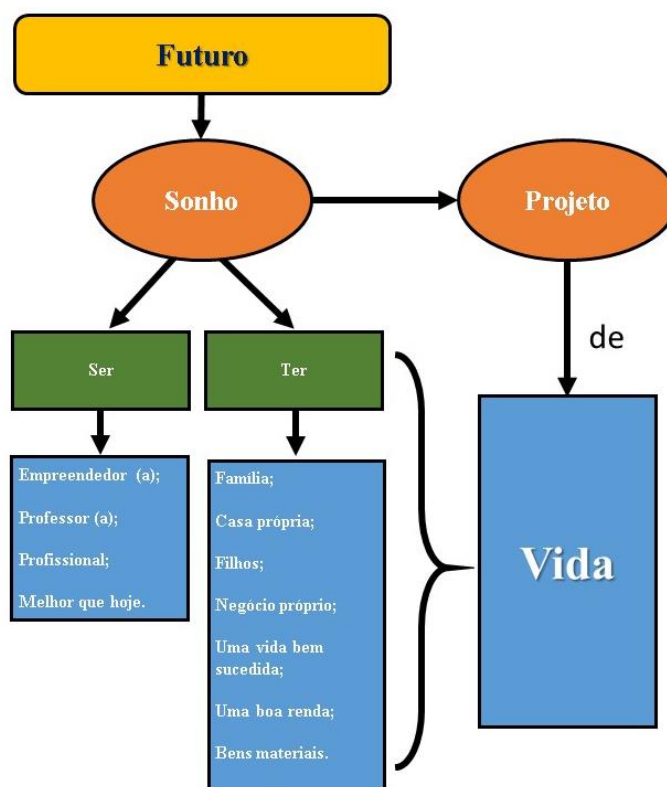 Futuro
Sonho
Projeto
de
Ser
Ter
Empreendedor (a);
Professor (a);
Profissional;
Melhor que hoje.
Família;
Casa própria;
Filhos;
Negócio próprio;
Uma vida bem
sucedida;
Uma boa renda;
Bens materiais.
Vida